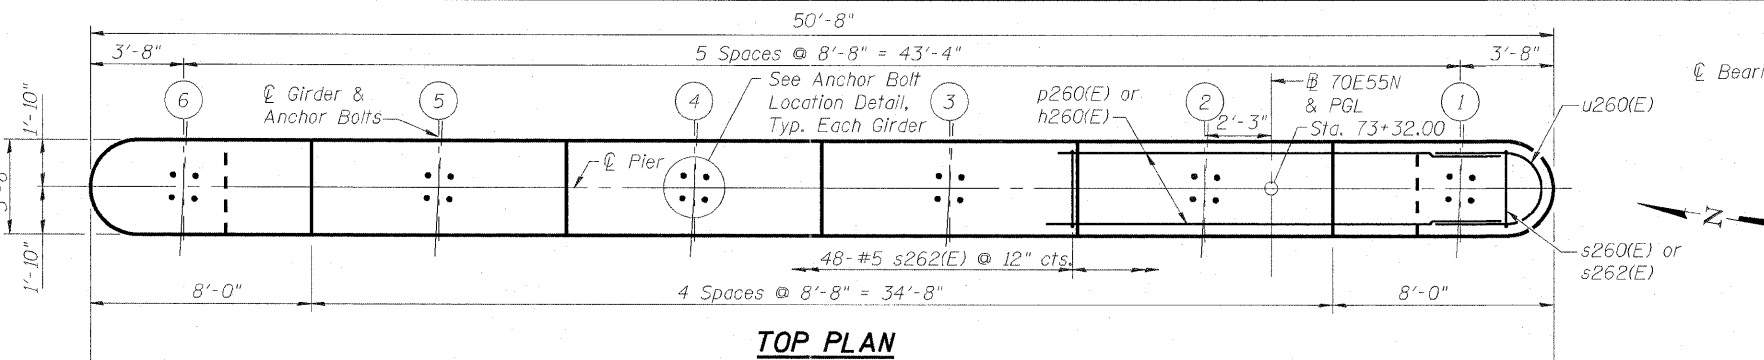 50'-8"
3'-8"
5 Spaces @ 8'-8" = 43'-4"
3'-8"
6
℄ Girder &
Anchor Bolts
5
4
See Anchor Bolt
Location Detail,
Typ. Each Girder
3
p260(E) or
h260(E)
2
2'-3"
70E55N
& PGL
Sta. 73+32.00
1
u260(E)
℄ Bear
1'-10"
1'-10"
℄ Pier
N
48-#5 s262(E) @ 12" cts.
s260(E) or
s262(E)
8'-0"
4 Spaces @ 8'-8" = 34'-8"
8'-0"
TOP PLAN